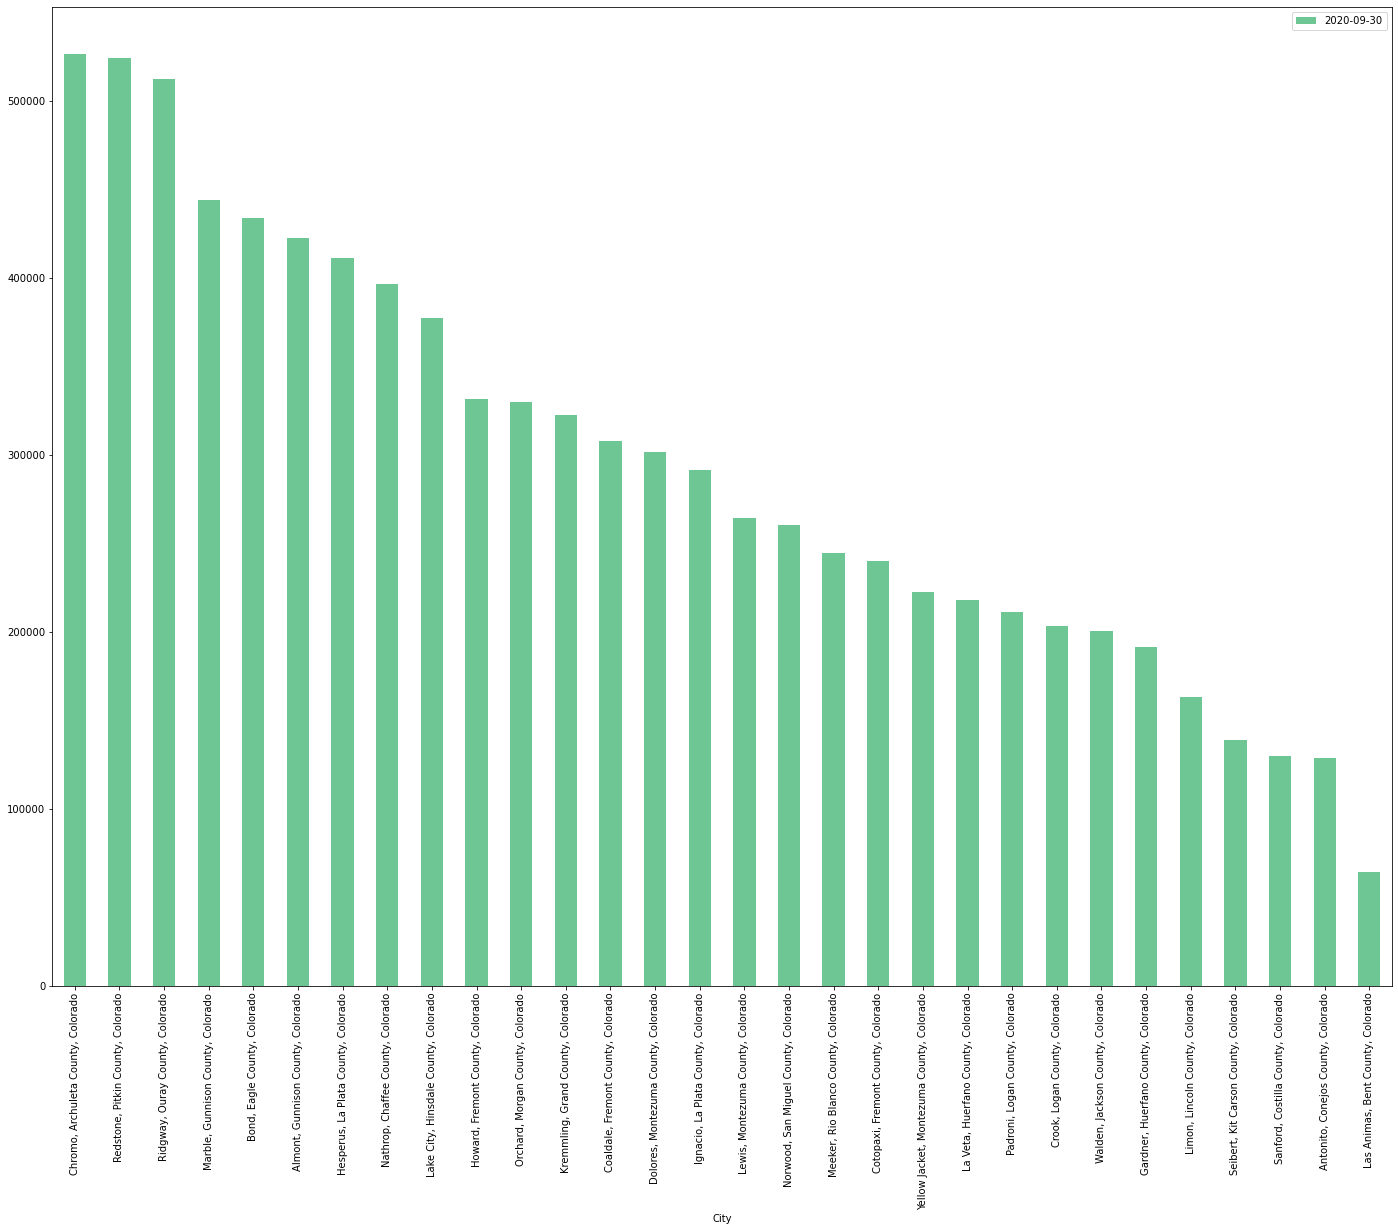 2020-09-30
500000
400000
300000
200000
100000
0
Chromo, Archuleta County, Colorado
Redstone, Pitkin County, Colorado
Ridgway, Ouray County, Colorado
Marble, Gunnison County, Colorado
Bond, Eagle County, Colorado
Almont, Gunnison County, Colorado
Hesperus, La Plata County, Colorado
Nathrop, Chaffee County, Colorado
Lake City, Hinsdale County, Colorado
Howard, Fremont County, Colorado
Orchard, Morgan County, Colorado
Kremmling, Grand County, Colorado
Coaldale, Fremont County, Colorado
Dolores, Montezuma County, Colorado
Ignacio, La Plata County, Colorado
Lewis, Montezuma County, Colorado
Norwood, San Miguel County, Colorado
Meeker, Rio Blanco County, Colorado
Cotopaxi, Fremont County, Colorado
Yellow Jacket, Montezuma County, Colorado
La Veta, Huerfano County, Colorado
Padroni, Logan County, Colorado
Crook, Logan County, Colorado
Walden, Jackson County, Colorado
Gardner, Huerfano County, Colorado
Limon, Lincoln County, Colorado
Seibert, Kit Carson County, Colorado
Sanford, Costilla County, Colorado
Antonito, Conejos County, Colorado
Las Animas, Bent County, Colorado
City